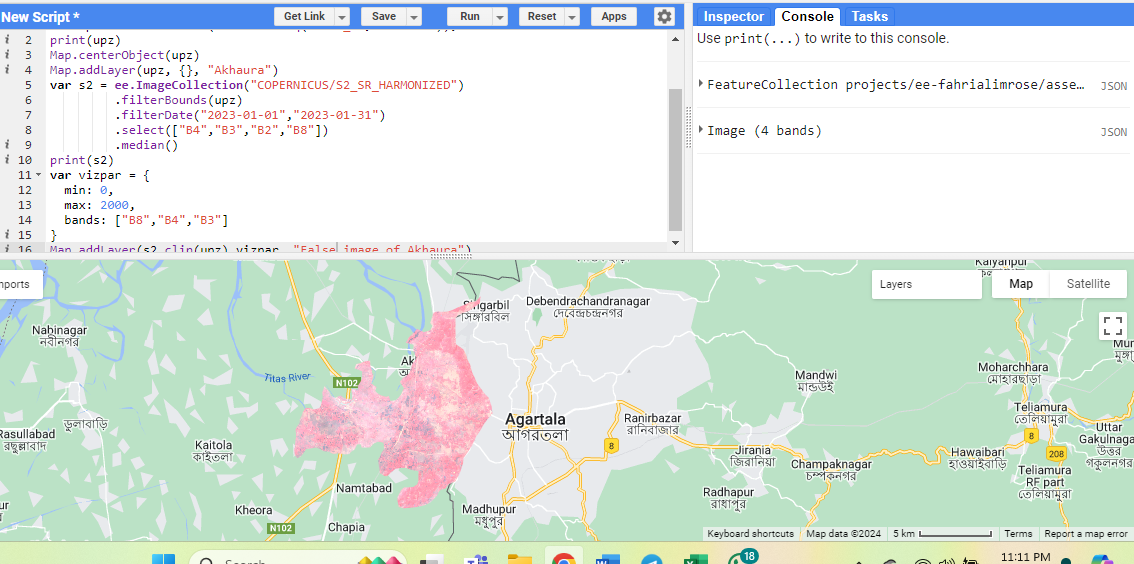 New Script *
Get Link
Save
Run
Reset
Apps
Inspector
Console
Tasks
2 print(upz)
3 Map.centerObject(upz)
4 Map.addLayer(upz, {}, "Akhaura")
5 var s2 = ee.ImageCollection("COPERNICUS/S2_SR_HARMONIZED")
6 .filterBounds(upz)
7 .filterDate("2023-01-01","2023-01-31")
8 .select(["B4","B3","B2","B8"])
9 .median()
10 print(s2)
11 var vizpar = {
12 min: 0,
13 max: 2000,
14 bands: ["B8","B4","B3"]
15 }
16 Map.addLayer(s2.clip(upz),vizpar, "False image of Akhaura")
Use print(...) to write to this console.
FeatureCollection projects/ee-fahrialimrose/asse…
JSON
Image (4 bands)
JSON
nports
Layers
Map
Satellite
Kalyanpur
Singarbil
সিঙ্গারবিল
Debendrachandranagar
দেবেন্দ্রচন্দ্রনগর
Nabinagar
নবীনগর
Titas River
N102
Ak
Mandwi
মান্ডউই
Moharchhara
মোহারছাড়া
Teliamura
তেলিয়ামুরা
Agartala
আগরতলা
Ranirbazar
রানিরবাজার
ডুলাবাড়ি
Rasullabad
রছুল্লাবাদ
Kaitola
কাইতলা
8
8
208
Uttar
Gakulnaga
উত্তর
গকুলনগর
Jirania
জিরানিয়া
Champaknagar
চম্পকনগর
Hawaibari
হাওয়াইবাড়ি
Teliamura
RF part
তেলিয়ামুরা
Namtabad
Radhapur
রাধাপুর
Kheora
Madhupur
মধুপুর
N102
Chapia
Keyboard shortcuts
Map data ©2024
5 km
Terms
Report a map error
Search
18
11:11 PM